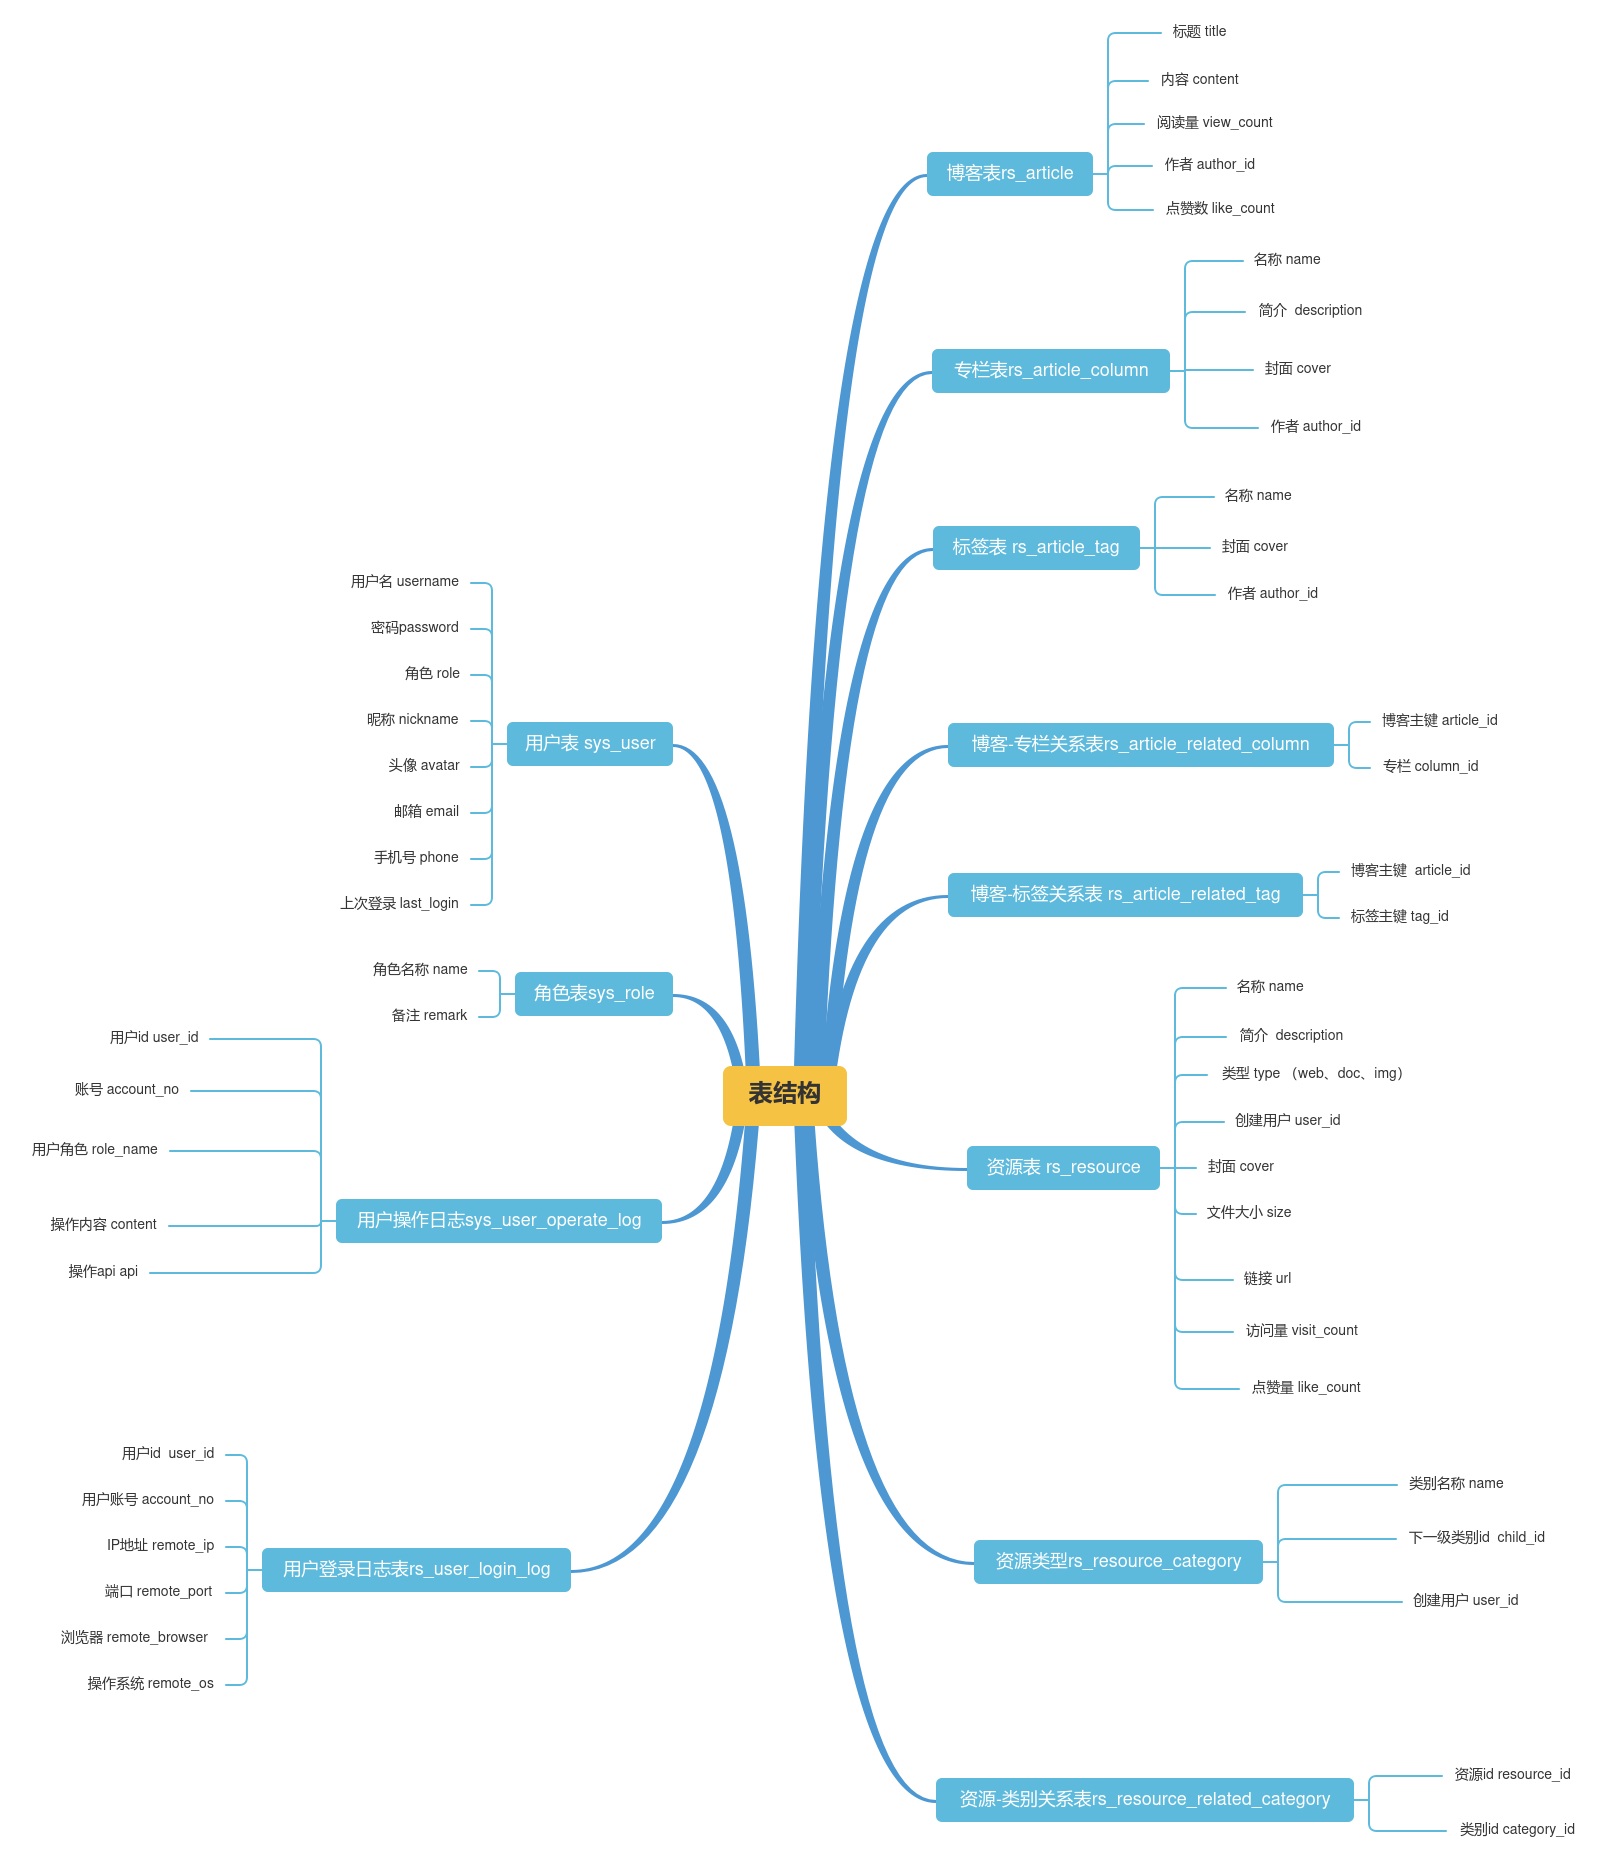 表结构
博客表rs_article
标题 title
内容 content
阅读量 view_count
作者 author_id
点赞数 like_count
专栏表rs_article_column
名称 name
简介  description
封面 cover
作者 author_id
标签表 rs_article_tag
名称 name
封面 cover
作者 author_id
博客-专栏关系表rs_article_related_column
博客主键 article_id
专栏 column_id
博客-标签关系表 rs_article_related_tag
博客主键  article_id
标签主键 tag_id
资源表 rs_resource
名称 name
简介  description
类型 type （web、doc、img）
创建用户 user_id
封面 cover
文件大小 size
链接 url
访问量 visit_count
点赞量 like_count
资源类型rs_resource_category
类别名称 name
下一级类别id  child_id
创建用户 user_id
资源-类别关系表rs_resource_related_category
资源id resource_id
类别id category_id
用户表 sys_user
用户名 username
密码password
角色 role
昵称 nickname
头像 avatar
邮箱 email
手机号 phone
上次登录 last_login
角色表sys_role
角色名称 name
备注 remark
用户操作日志sys_user_operate_log
用户id user_id
账号 account_no
用户角色 role_name
操作内容 content
操作api api
用户登录日志表rs_user_login_log
用户id  user_id
用户账号 account_no
IP地址 remote_ip
端口 remote_port
浏览器 remote_browser
操作系统 remote_os